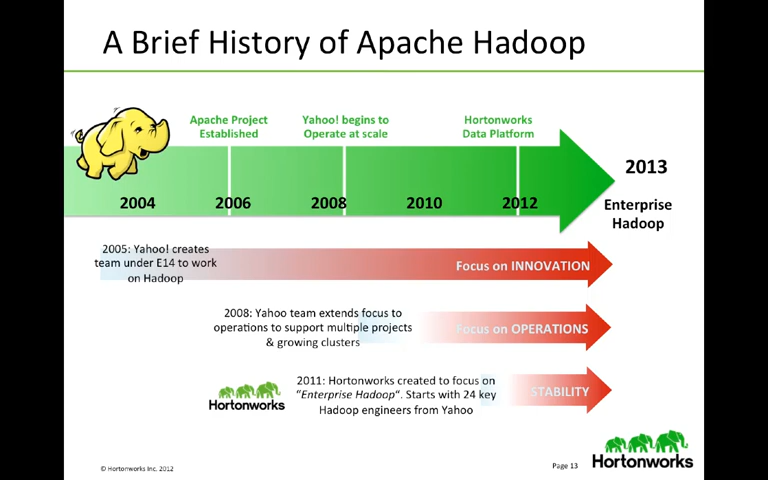 A Brief History of Apache Hadoop
Apache Project
Established
Yahoo! begins to
Operate at scale
Hortonworks
Data Platform
2013
2004
2006
2008
2010
2012
Enterprise
Hadoop
2005: Yahoo! creates
team under E14 to work
on Hadoop
Focus on INNOVATION
2008: Yahoo team extends focus to
operations to support multiple projects
& growing clusters
Focus on OPERATIONS
2011: Hortonworks created to focus on
“Enterprise Hadoop“. Starts with 24 key
Hadoop engineers from Yahoo
STABILITY
Hortonworks
© Hortonworks Inc. 2012
Page 13
Hortonworks